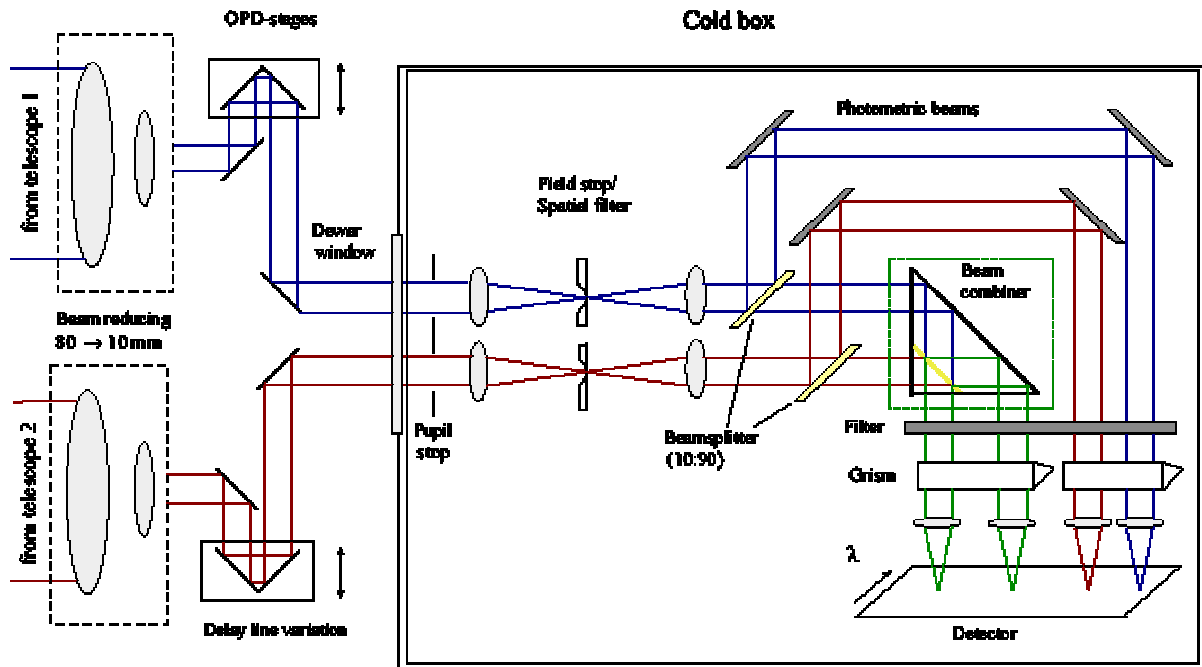 OPD-stages
Cold box
from telescope 1
Photometric beams
Field stop/
Spatial filter
Dewar
window
Beam
combiner
Beam reducing
80 → 10mm
from telescope 2
Pupil
stop
Beamsplitter
(10:90)
Filter
Grism
λ
Delay line variation
Detector